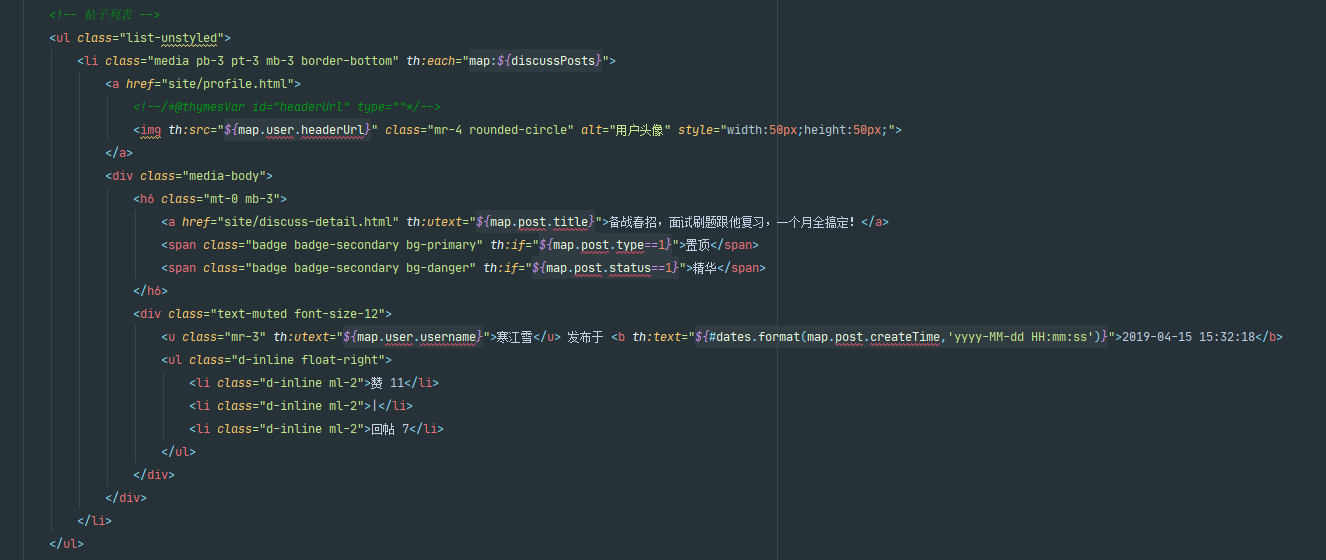 <!-- 帖子列表 -->
<ul class="list-unstyled">
<li class="media pb-3 pt-3 mb-3 border-bottom" th:each="map:${discussPosts}">
<a href="site/profile.html">
<!--/*@thymesVar id="headerUrl" type=""*/-->
<img th:src="${map.user.headerUrl}" class="mr-4 rounded-circle" alt="用户头像" style="width:50px;height:50px;">
</a>
<div class="media-body">
<h6 class="mt-0 mb-3">
<a href="site/discuss-detail.html" th:utext="${map.post.title}">备战春招，面试刷题跟他复习，一个月全搞定！</a>
<span class="badge badge-secondary bg-primary" th:if="${map.post.type==1}">置顶</span>
<span class="badge badge-secondary bg-danger" th:if="${map.post.status==1}">精华</span>
</h6>
<div class="text-muted font-size-12">
<u class="mr-3" th:utext="${map.user.username}">寒江雪</u> 发布于 <b th:text="${#dates.format(map.post.createTime,'yyyy-MM-dd HH:mm:ss')}">2019-04-15 15:32:18</b>
<ul class="d-inline float-right">
<li class="d-inline ml-2">赞 11</li>
<li class="d-inline ml-2">|</li>
<li class="d-inline ml-2">回帖 7</li>
</ul>
</div>
</div>
</li>
</ul>